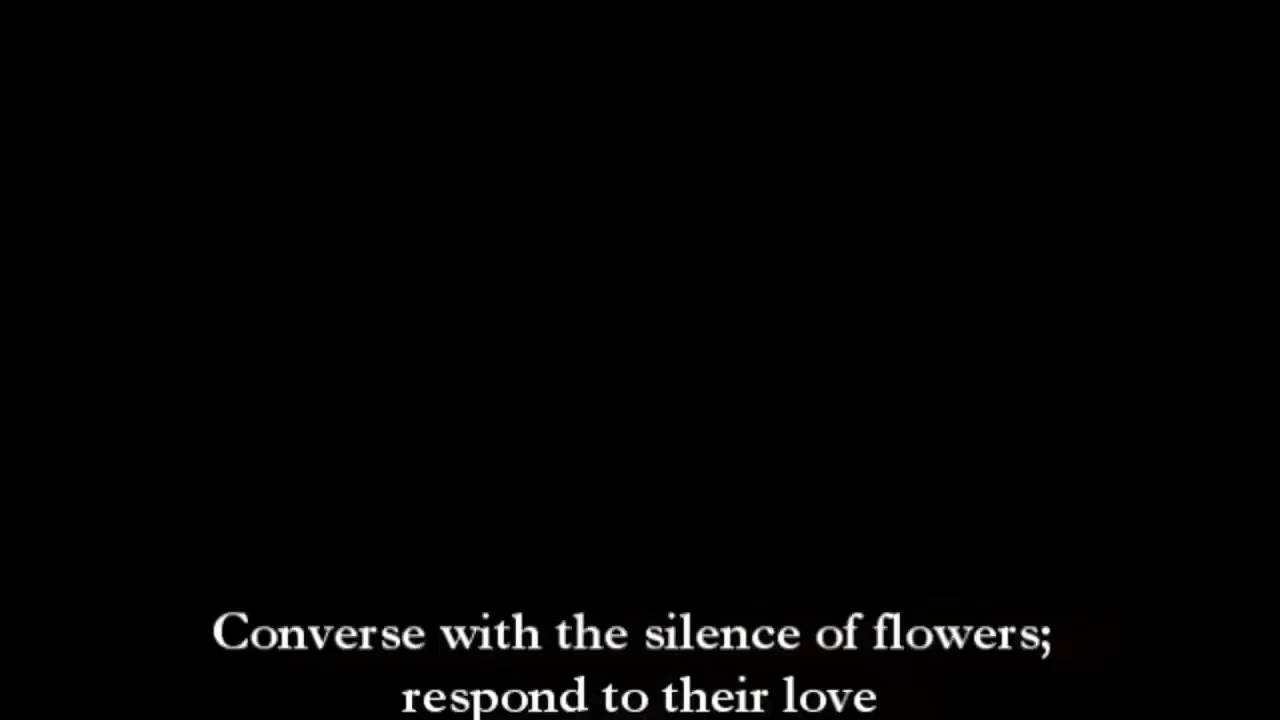 Converse with the silence of flowers;
respond to their love